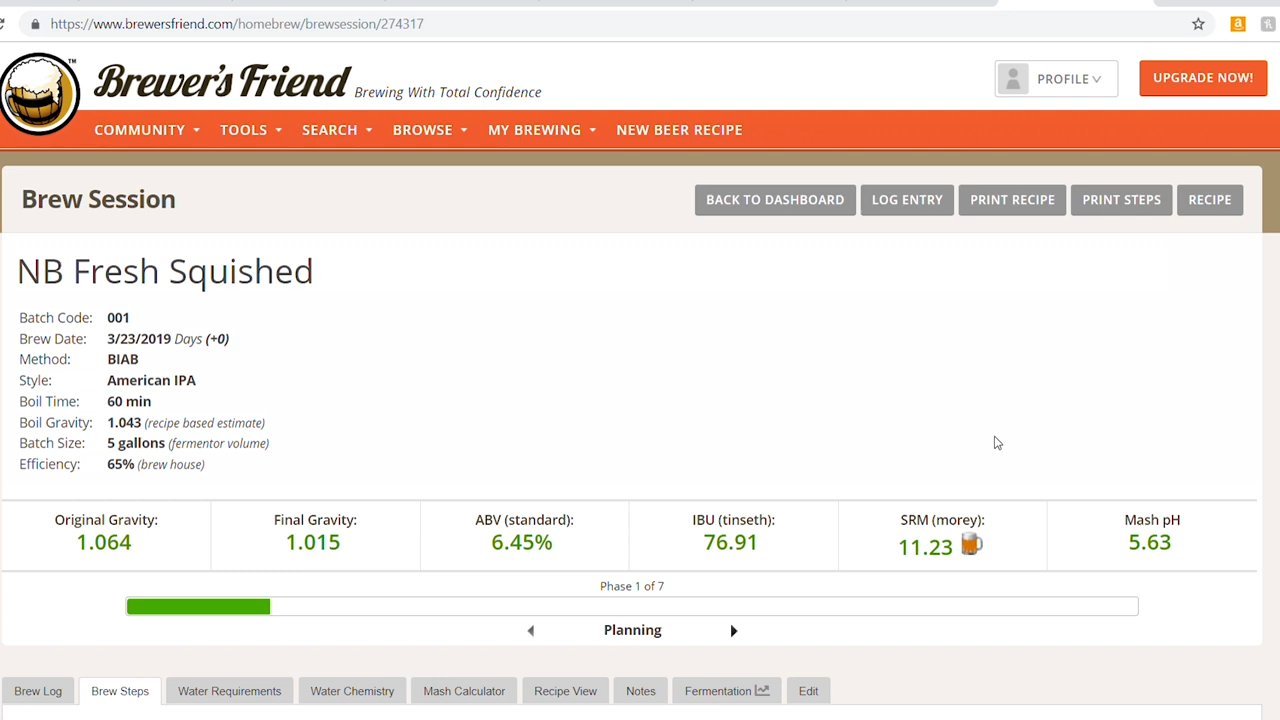 https://www.brewersfriend.com/homebrew/brewsession/274317
Brewer's Friend™ Brewing With Total Confidence
PROFILE
UPGRADE NOW!
COMMUNITY TOOLS SEARCH BROWSE MY BREWING NEW BEER RECIPE
Brew Session
BACK TO DASHBOARD LOG ENTRY PRINT RECIPE PRINT STEPS RECIPE
NB Fresh Squished
Batch Code: 001
Brew Date: 3/23/2019 Days (+0)
Method: BIAB
Style: American IPA
Boil Time: 60 min
Boil Gravity: 1.043 (recipe based estimate)
Batch Size: 5 gallons (fermentor volume)
Efficiency: 65% (brew house)
Original Gravity: Final Gravity: ABV (standard): IBU (tinseth): SRM (morey): Mash pH
1.064 1.015 6.45% 76.91 11.23 5.63
Phase 1 of 7
Planning
Brew Log Brew Steps Water Requirements Water Chemistry Mash Calculator Recipe View Notes Fermentation Edit